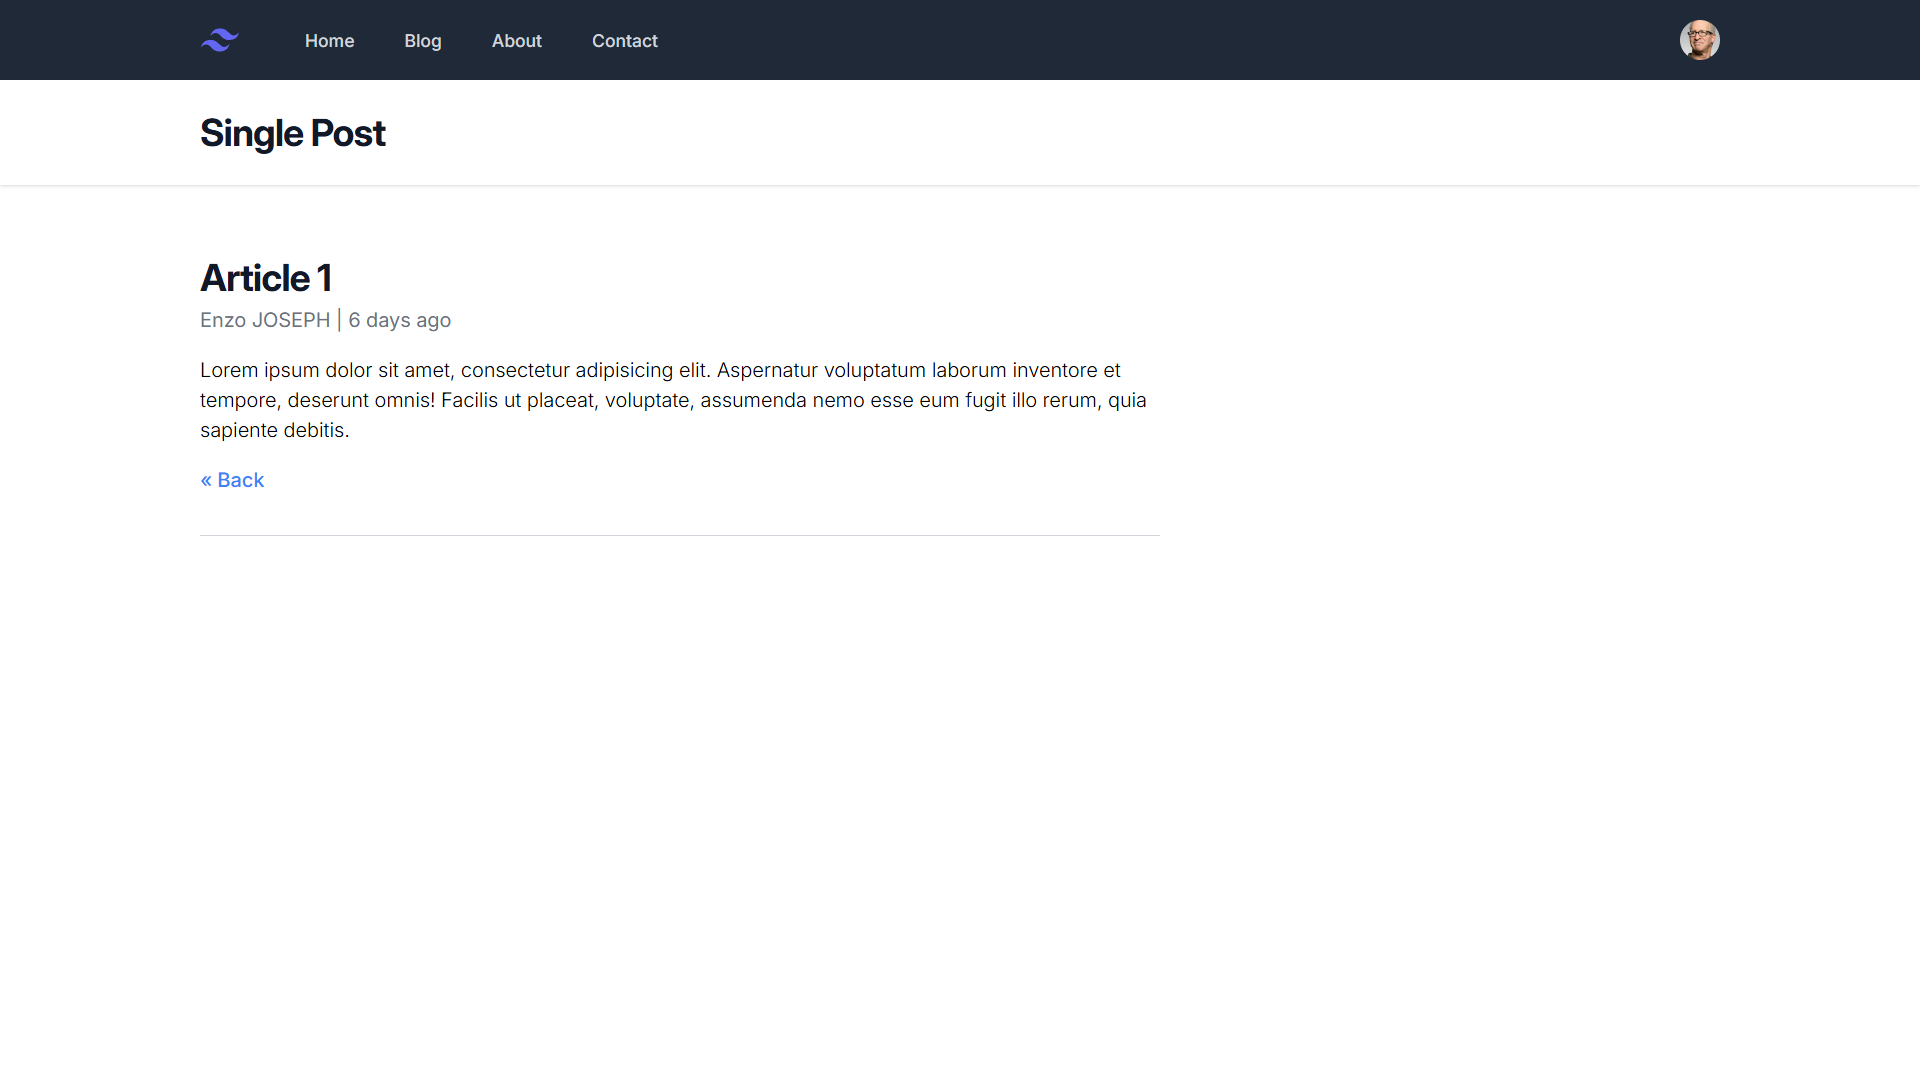 Home
Blog
About
Contact
Single Post
Article 1
Enzo JOSEPH | 6 days ago
Lorem ipsum dolor sit amet, consectetur adipisicing elit. Aspernatur voluptatum laborum inventore et
tempore, deserunt omnis! Facilis ut placeat, voluptate, assumenda nemo esse eum fugit illo rerum, quia
sapiente debitis.
« Back